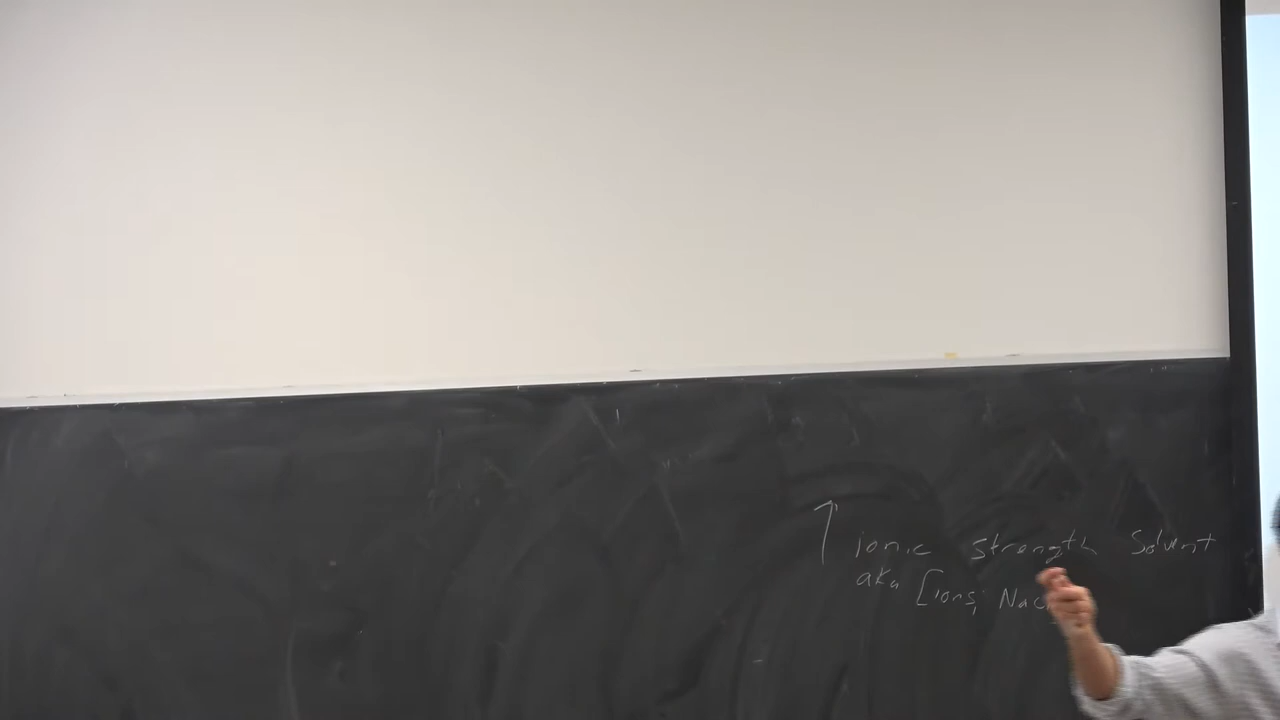 ↑ ionic strength solvent
aka [ions, NaC